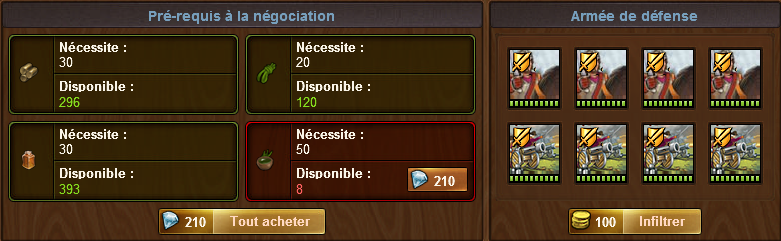 Pré-requis à la négociation
Armée de défense
Nécessite :
30
Disponible :
296
Nécessite :
20
Disponible :
120
Nécessite :
30
Disponible :
393
Nécessite :
50
Disponible :
8
210
210 Tout acheter
100 Infiltrer